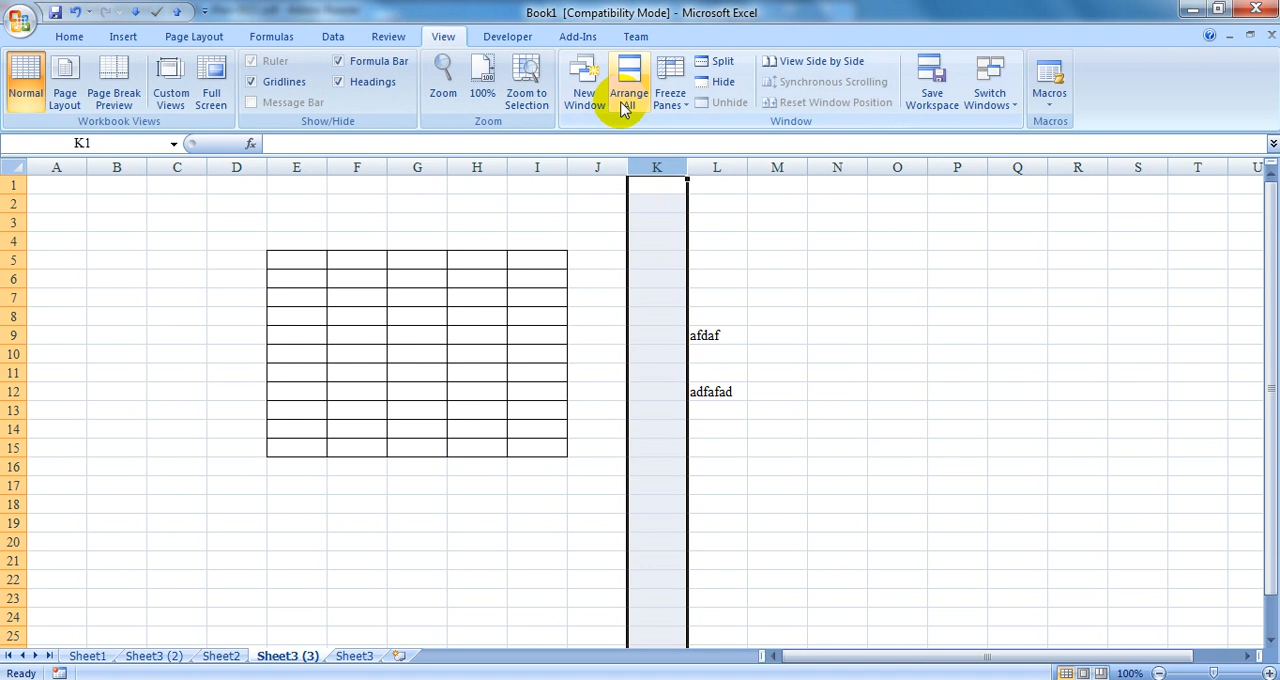 Book1 [Compatibility Mode] - Microsoft Excel
Home Insert Page Layout Formulas Data Review View Developer Add-Ins Team
Normal Page Layout Page Break Preview Custom Views Full Screen
Workbook Views
Ruler Formula Bar
Gridlines Headings
Message Bar
Show/Hide
Zoom 100% Zoom to Selection
Zoom
New Window Arrange All Freeze Panes
Split View Side by Side
Hide Synchronous Scrolling
Unhide Reset Window Position
Save Workspace Switch Windows
Window
Macros
Macros
K1 fx
A B C D E F G H I J K L M N O P Q R S T U
1
2
3
4
5
6
7
8
9 afdaf
10
11
12 adfafad
13
14
15
16
17
18
19
20
21
22
23
24
25
Sheet1 Sheet3 (2) Sheet2 Sheet3 (3) Sheet3
Ready 100%